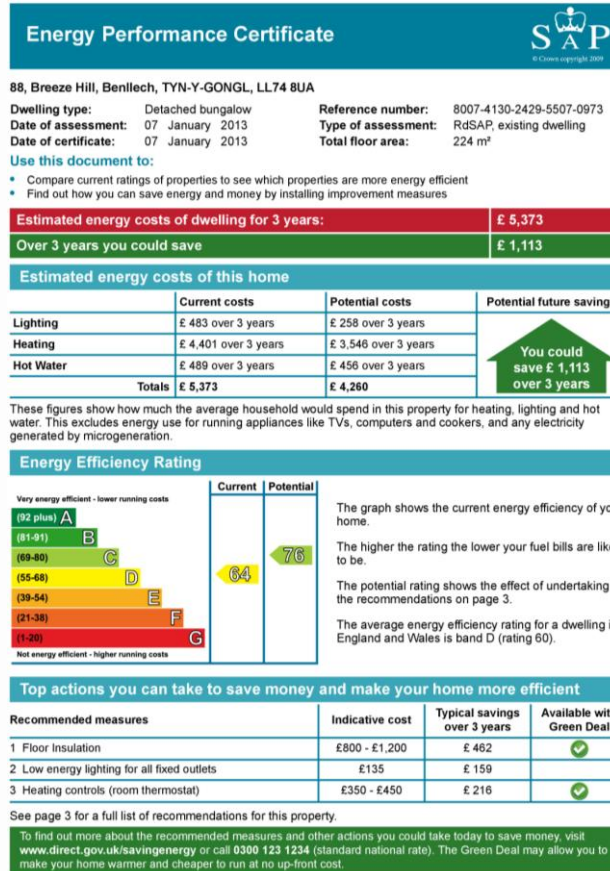 Energy Performance Certificate
SAP
© Crown copyright 2009
88, Breeze Hill, Benllech, TYN-Y-GONGL, LL74 8UA
Dwelling type: Detached bungalow Reference number: 8007-4130-2429-5507-0973
Date of assessment: 07 January 2013 Type of assessment: RdSAP, existing dwelling
Date of certificate: 07 January 2013 Total floor area: 224 m²
Use this document to:
• Compare current ratings of properties to see which properties are more energy efficient
• Find out how you can save energy and money by installing improvement measures
Estimated energy costs of dwelling for 3 years: £ 5,373
Over 3 years you could save £ 1,113
Estimated energy costs of this home
Current costs Potential costs Potential future saving
Lighting £ 483 over 3 years £ 258 over 3 years
Heating £ 4,401 over 3 years £ 3,546 over 3 years
Hot Water £ 489 over 3 years £ 456 over 3 years
Totals £ 5,373 £ 4,260
You could
save £ 1,113
over 3 years
These figures show how much the average household would spend in this property for heating, lighting and hot
water. This excludes energy use for running appliances like TVs, computers and cookers, and any electricity
generated by microgeneration.
Energy Efficiency Rating
Current Potential
Very energy efficient - lower running costs
(92 plus) A
(81-91) B
(69-80) C
(55-68) D
(39-54) E
(21-38) F
(1-20) G
Not energy efficient - higher running costs
64
76
The graph shows the current energy efficiency of yo
home.
The higher the rating the lower your fuel bills are like
to be.
The potential rating shows the effect of undertaking
the recommendations on page 3.
The average energy efficiency rating for a dwelling i
England and Wales is band D (rating 60).
Top actions you can take to save money and make your home more efficient
Recommended measures Indicative cost Typical savings over 3 years Available wit Green Deal
1 Floor Insulation £800 - £1,200 £ 462
2 Low energy lighting for all fixed outlets £135 £ 159
3 Heating controls (room thermostat) £350 - £450 £ 216
See page 3 for a full list of recommendations for this property.
To find out more about the recommended measures and other actions you could take today to save money, visit
www.direct.gov.uk/savingenergy or call 0300 123 1234 (standard national rate). The Green Deal may allow you to
make your home warmer and cheaper to run at no up-front cost.